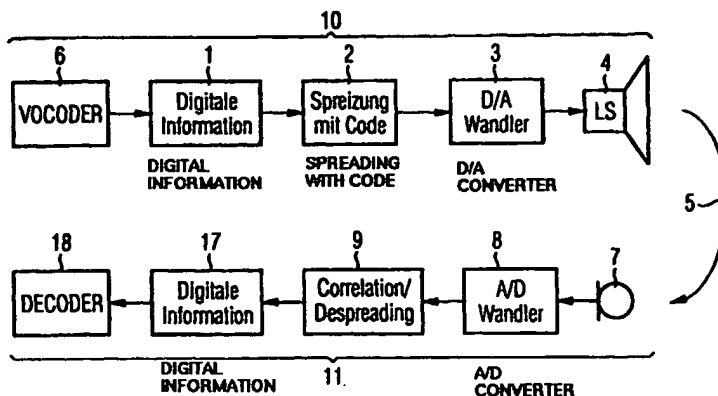 10
6 1 2 3 4
VOCODER
Digitale
Information
Spreizung
mit Code
D/A
Wandler
LS
DIGITAL
INFORMATION
SPREADING
WITH CODE
D/A
CONVERTER
5
18 17 9 8 7
DECODER
Digitale
Information
Correlation/
Despreading
A/D
Wandler
DIGITAL
INFORMATION
11
A/D
CONVERTER